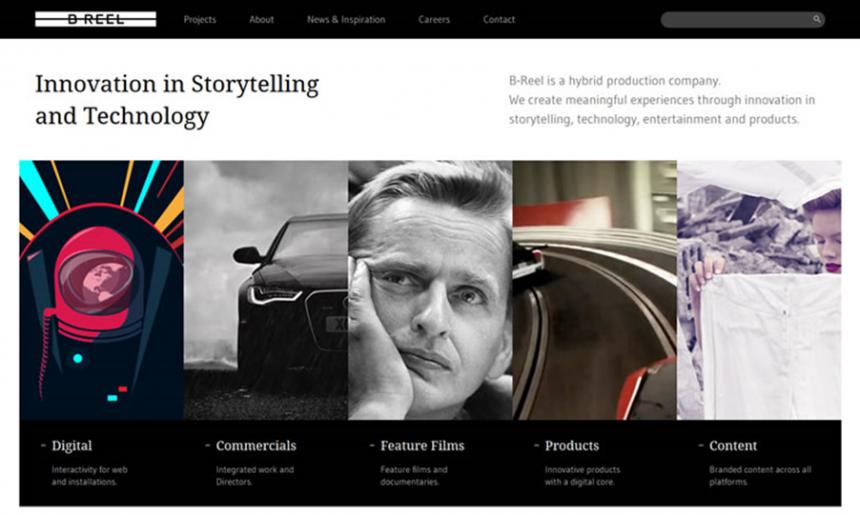 B-REEL
Projects
About
News & Inspiration
Careers
Contact
Innovation in Storytelling
and Technology
B-Reel is a hybrid production company.
We create meaningful experiences through innovation in
storytelling, technology, entertainment and products.
- Digital
Interactivity for web
and installations.
- Commercials
Integrated work and
Directors.
- Feature Films
Feature films and
documentaries.
- Products
Innovative products
with a digital core.
- Content
Branded content across all
platforms.